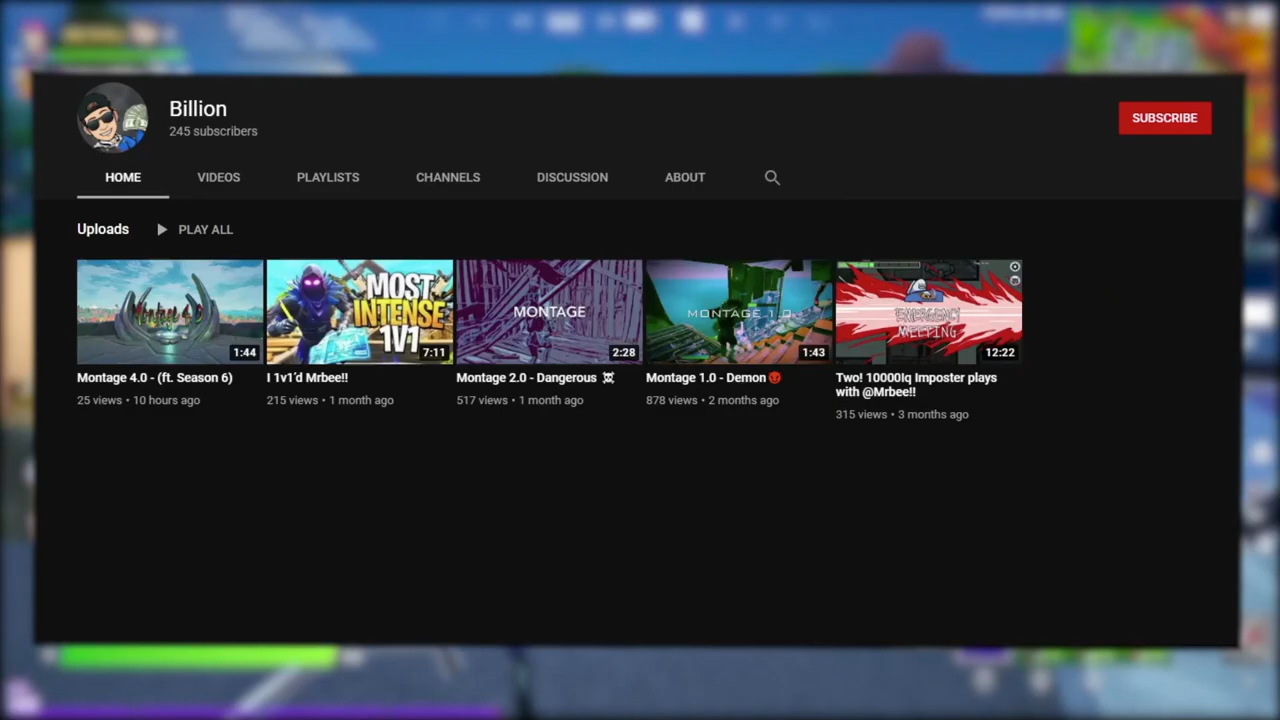 Billion
245 subscribers
SUBSCRIBE
HOME VIDEOS PLAYLISTS CHANNELS DISCUSSION ABOUT
Uploads PLAY ALL
MOST
INTENSE
1V1
MONTAGE
MONTAGE 1.0
EMERGENCY
MEETING
Montage 4.0
1:44 7:11 2:28 1:43 12:22
Montage 4.0 - (ft. Season 6)
25 views • 10 hours ago
I 1v1'd Mrbee!!
215 views • 1 month ago
Montage 2.0 - Dangerous ☠
517 views • 1 month ago
Montage 1.0 - Demon 👿
878 views • 2 months ago
Two! 10000Iq Imposter plays
with @Mrbee!!
315 views • 3 months ago